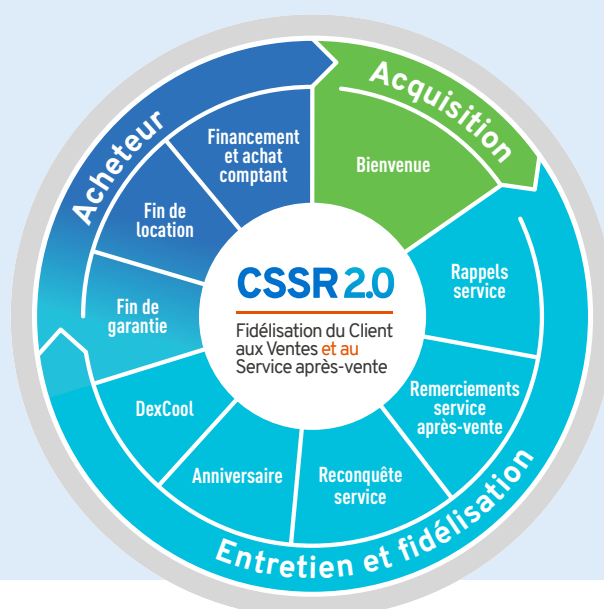 Acquisition
Bienvenue
Entretien et fidélisation
Rappels
service
Remerciements
service
après-vente
Reconquête
service
Anniversaire
DexCool
Acheteur
Fin de
garantie
Fin de
location
Financement
et achat
comptant
CSSR 2.0
Fidélisation du Client
aux Ventes et au
Service après-vente